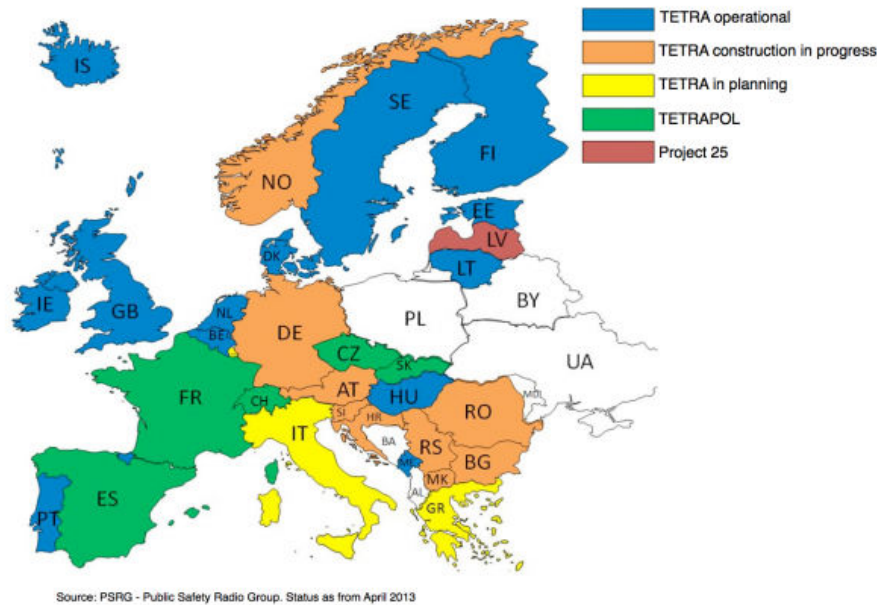 TETRA operational
TETRA construction in progress
TETRA in planning
TETRAPOL
Project 25
IS
SE
FI
NO
EE
LV
DK
LT
IE
GB
NL
BE
DE
PL
BY
CZ
SK
UA
FR
CH
AT
HU
SI
HR
RO
MD
IT
BA
RS
ME
BG
MK
AL
GR
PT
ES
Source: PSRG - Public Safety Radio Group. Status as from April 2013